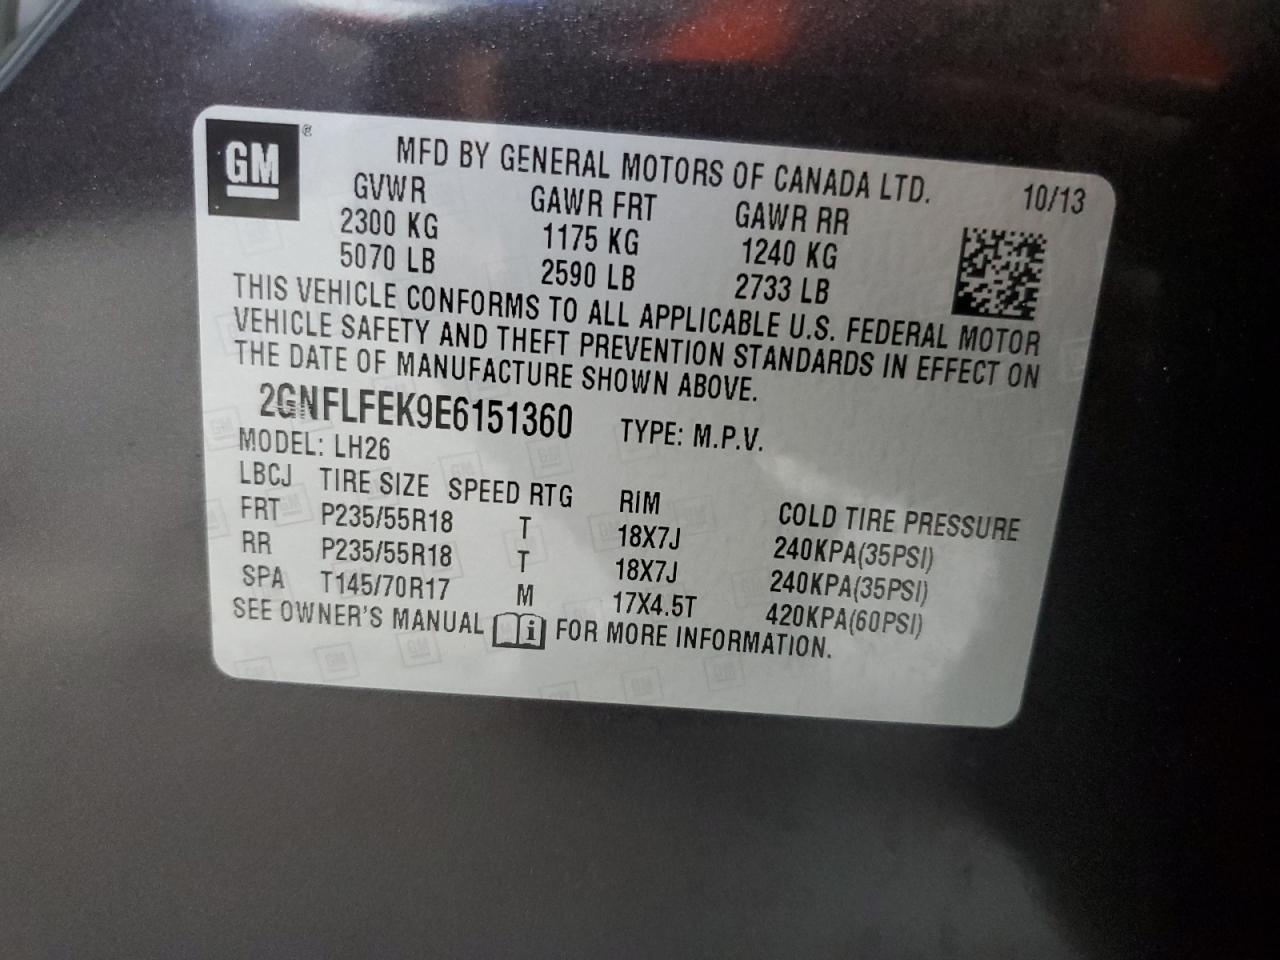 GM ®
MFD BY GENERAL MOTORS OF CANADA LTD. 10/13
GVWR GAWR FRT GAWR RR
2300 KG 1175 KG 1240 KG
5070 LB 2590 LB 2733 LB
THIS VEHICLE CONFORMS TO ALL APPLICABLE U.S. FEDERAL MOTOR
VEHICLE SAFETY AND THEFT PREVENTION STANDARDS IN EFFECT ON
THE DATE OF MANUFACTURE SHOWN ABOVE.
2GNFLFEK9E6151360 TYPE: M.P.V.
MODEL: LH26
LBCJ TIRE SIZE SPEED RTG RIM COLD TIRE PRESSURE
FRT P235/55R18 T 18X7J 240KPA(35PSI)
RR P235/55R18 T 18X7J 240KPA(35PSI)
SPA T145/70R17 M 17X4.5T 420KPA(60PSI)
SEE OWNER'S MANUAL i FOR MORE INFORMATION.